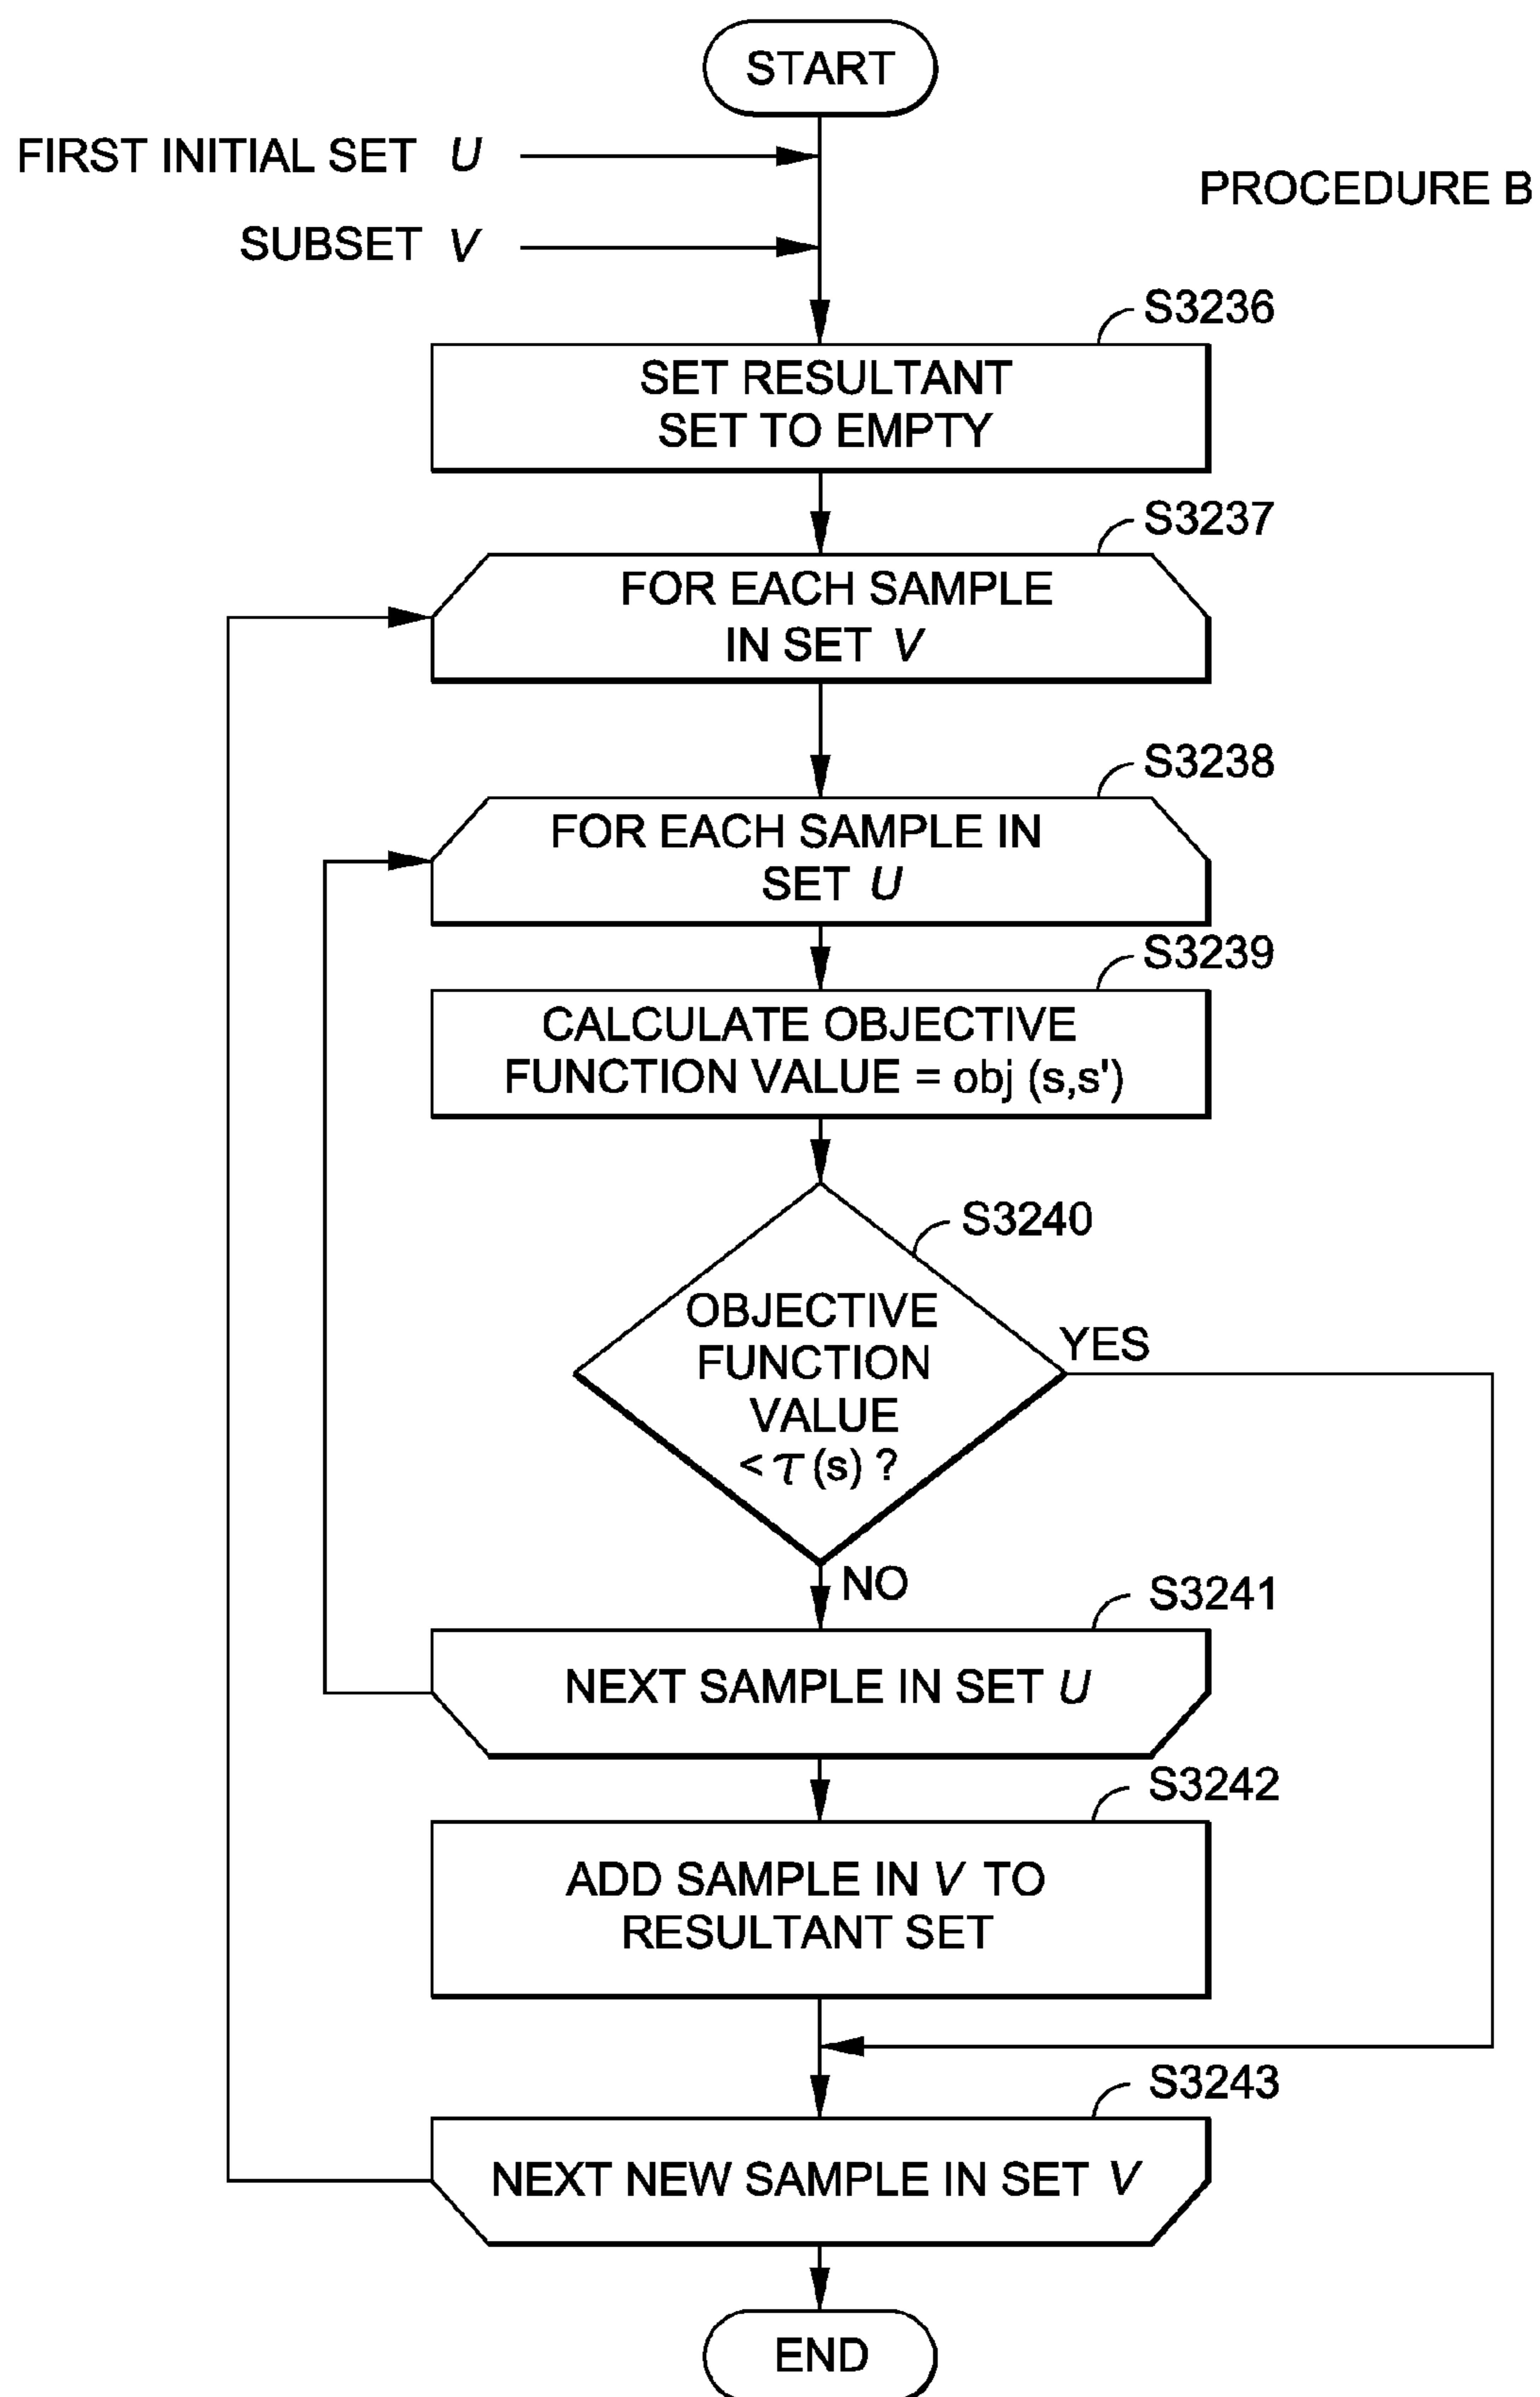 START
FIRST INITIAL SET U
PROCEDURE B
SUBSET V
S3236
SET RESULTANT
SET TO EMPTY
S3237
FOR EACH SAMPLE
IN SET V
S3238
FOR EACH SAMPLE IN
SET U
S3239
CALCULATE OBJECTIVE
FUNCTION VALUE = obj (s,s')
S3240
OBJECTIVE
FUNCTION
VALUE
< τ (s) ?
YES
NO
S3241
NEXT SAMPLE IN SET U
S3242
ADD SAMPLE IN V TO
RESULTANT SET
S3243
NEXT NEW SAMPLE IN SET V
END